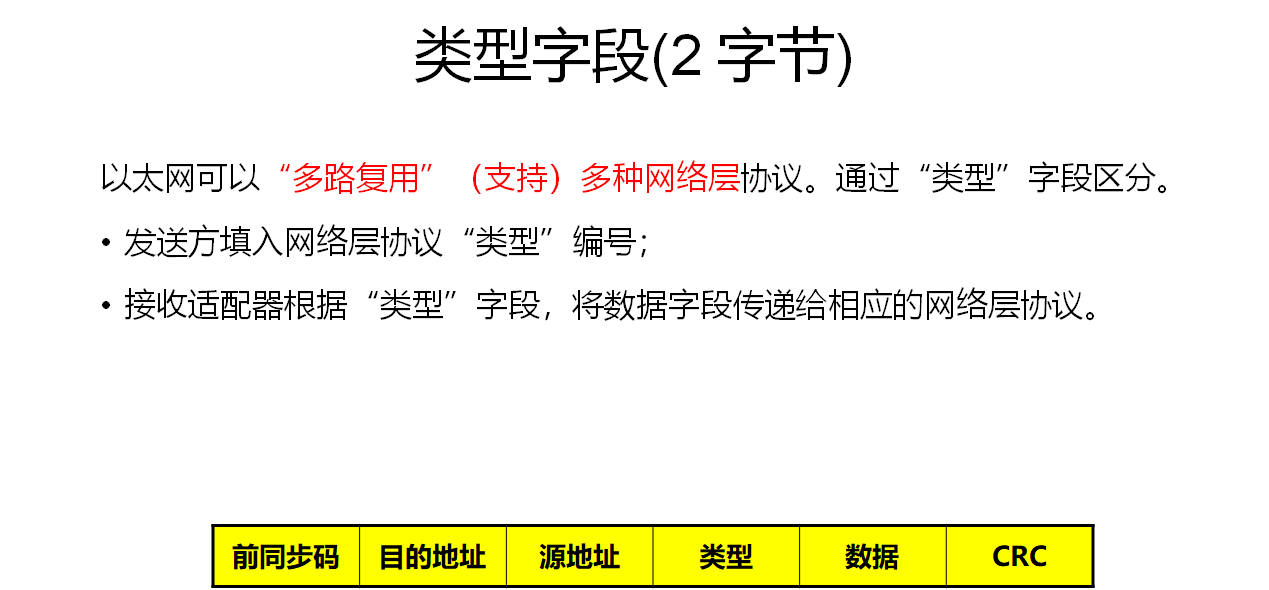 类型字段(2 字节)
以太网可以“多路复用”（支持）多种网络层协议。通过“类型”字段区分。
• 发送方填入网络层协议“类型”编号；
• 接收适配器根据“类型”字段，将数据字段传递给相应的网络层协议。
前同步码 目的地址 源地址 类型 数据 CRC